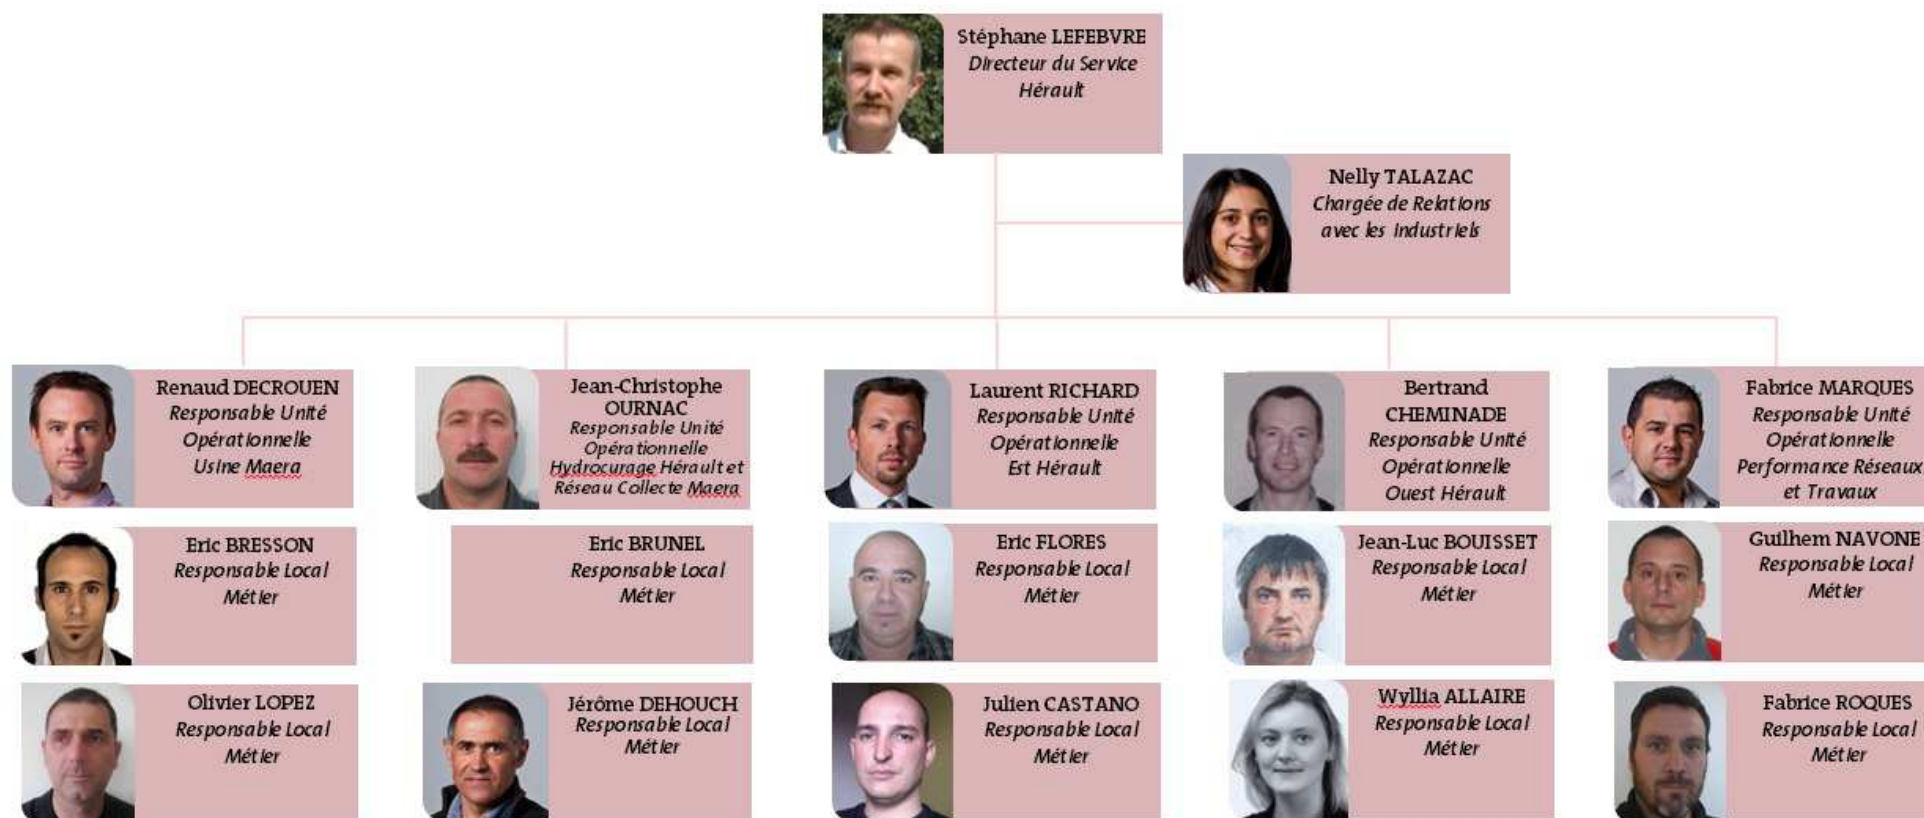 Stéphane LEFEBVRE
Directeur du Service
Hérault
Nelly TALAZAC
Chargée de Relations
avec les Industriels
Renaud DECROUEN
Responsable Unité
Opérationnelle
Usine Maera
Jean-Christophe
OURNAC
Responsable Unité
Opérationnelle
Hydrocurage Hérault et
Réseau Collecte Maera
Laurent RICHARD
Responsable Unité
Opérationnelle
Est Hérault
Bertrand
CHEMINADE
Responsable Unité
Opérationnelle
Ouest Hérault
Fabrice MARQUES
Responsable Unité
Opérationnelle
Performance Réseaux
et Travaux
Eric BRESSON
Responsable Local
Métier
Eric BRUNEL
Responsable Local
Métier
Eric FLORES
Responsable Local
Métier
Jean-Luc BOUISSET
Responsable Local
Métier
Guilhem NAVONE
Responsable Local
Métier
Olivier LOPEZ
Responsable Local
Métier
Jérôme DEHOUCH
Responsable Local
Métier
Julien CASTANO
Responsable Local
Métier
Wyllia ALLAIRE
Responsable Local
Métier
Fabrice ROQUES
Responsable Local
Métier